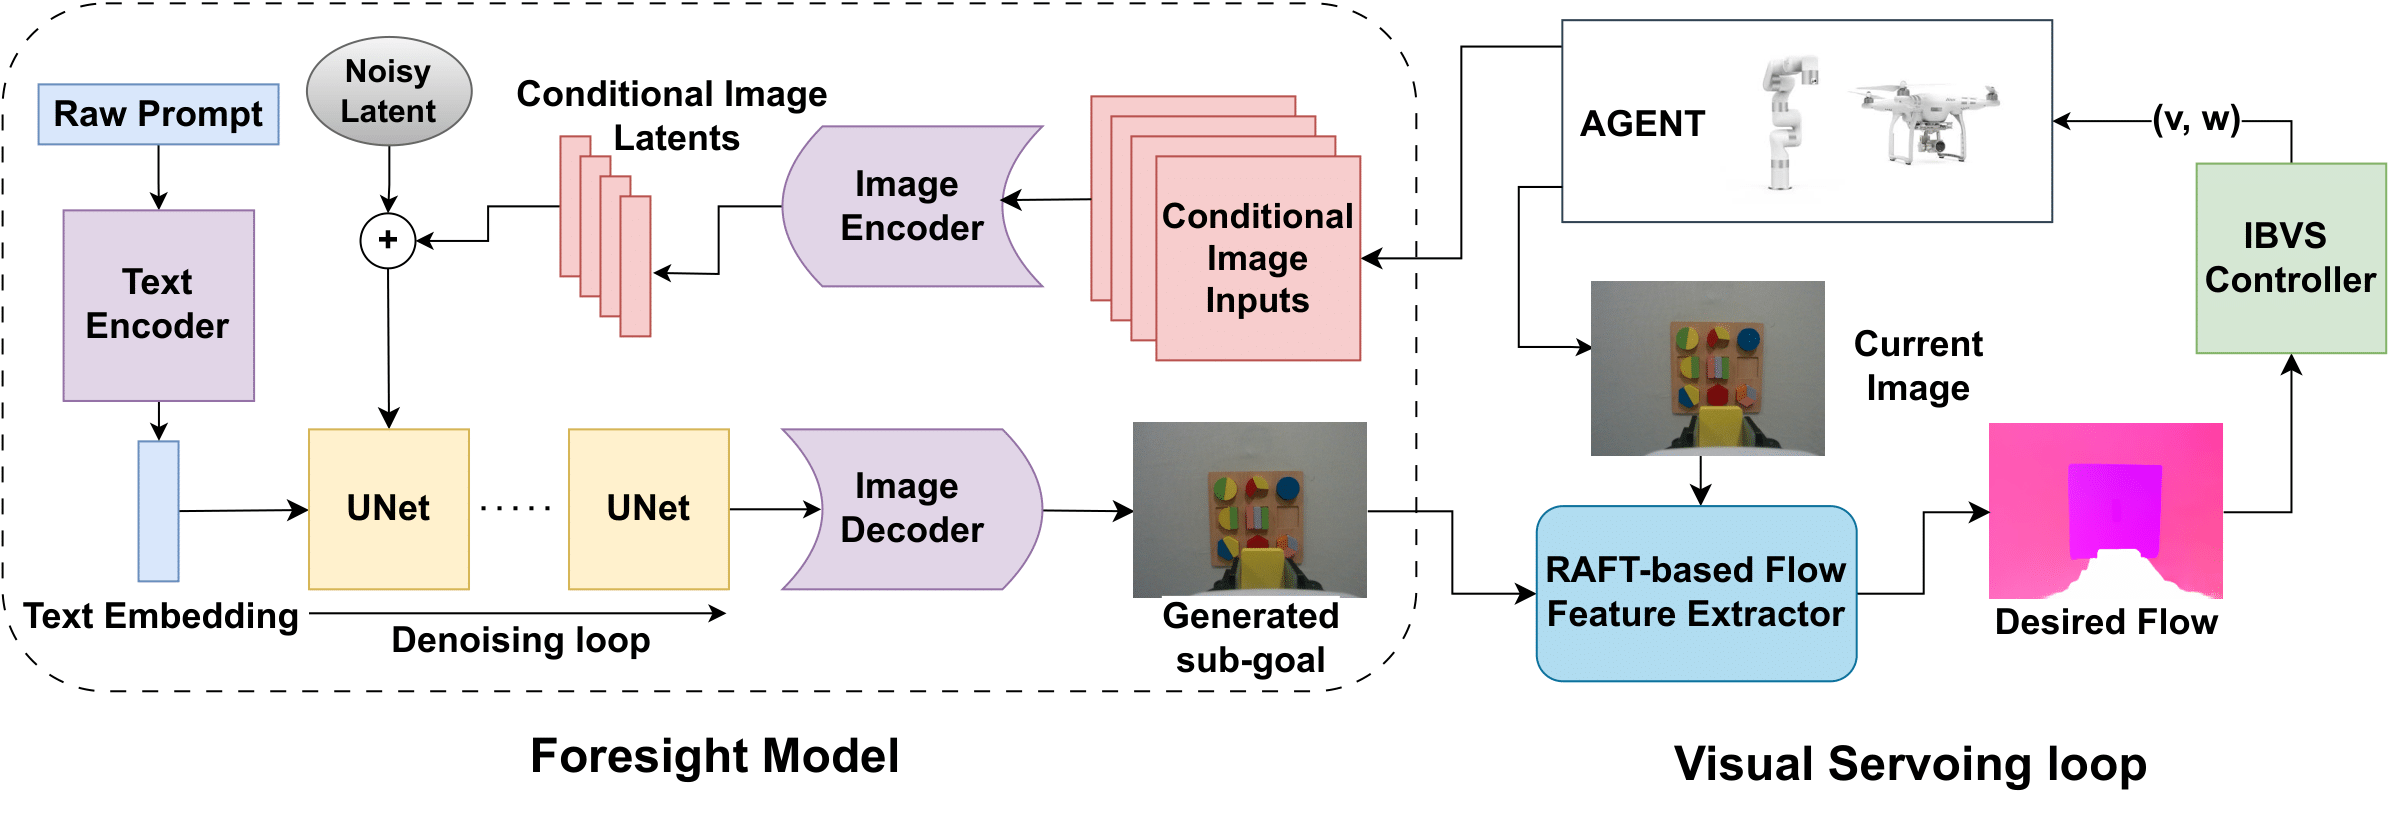 Raw Prompt
Noisy
Latent
Conditional Image
Latents
Image
Encoder
Conditional
Image
Inputs
+
Text
Encoder
Text Embedding
UNet
.....
UNet
Denoising loop
Image
Decoder
Generated
sub-goal
Foresight Model
AGENT
(v, w)
IBVS
Controller
Current
Image
RAFT-based Flow
Feature Extractor
Desired Flow
Visual Servoing loop